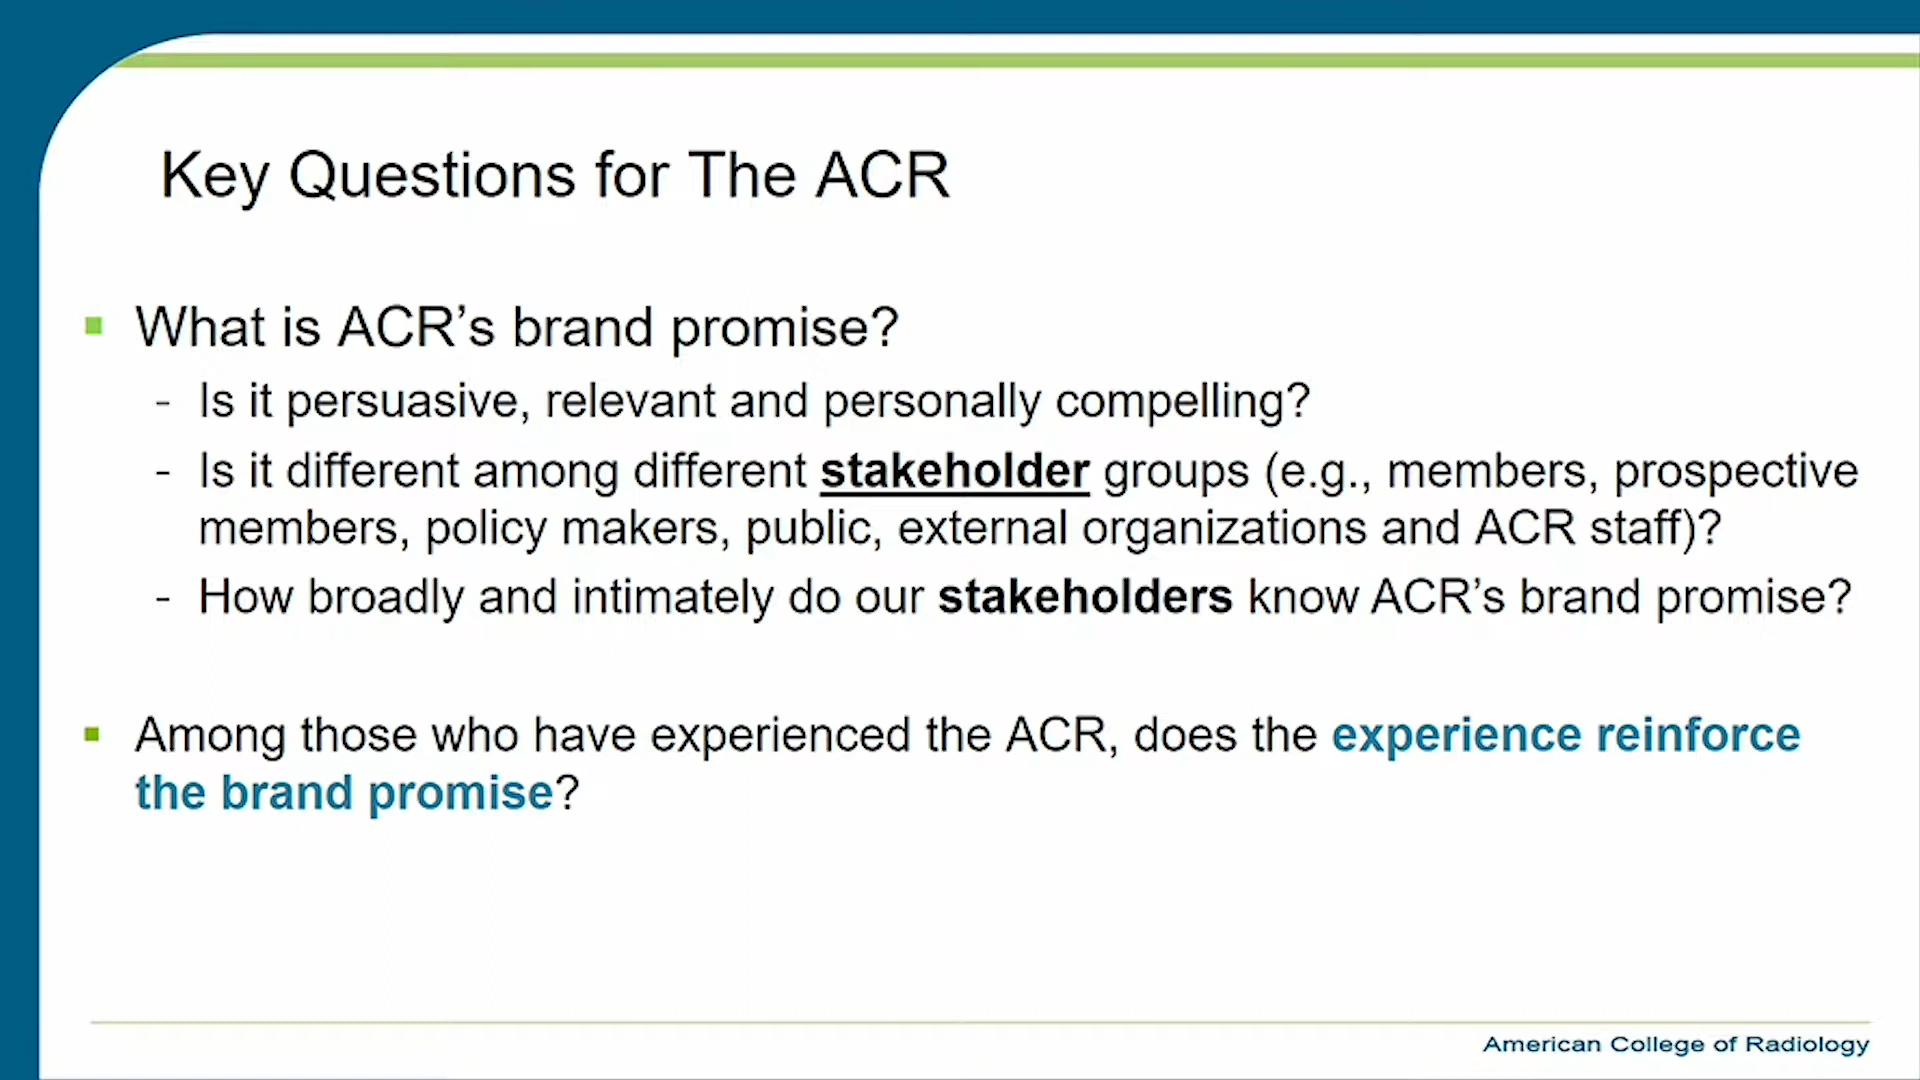 Key Questions for The ACR
What is ACR’s brand promise?
- Is it persuasive, relevant and personally compelling?
- Is it different among different stakeholder groups (e.g., members, prospective
members, policy makers, public, external organizations and ACR staff)?
- How broadly and intimately do our stakeholders know ACR’s brand promise?
Among those who have experienced the ACR, does the experience reinforce
the brand promise?
American College of Radiology